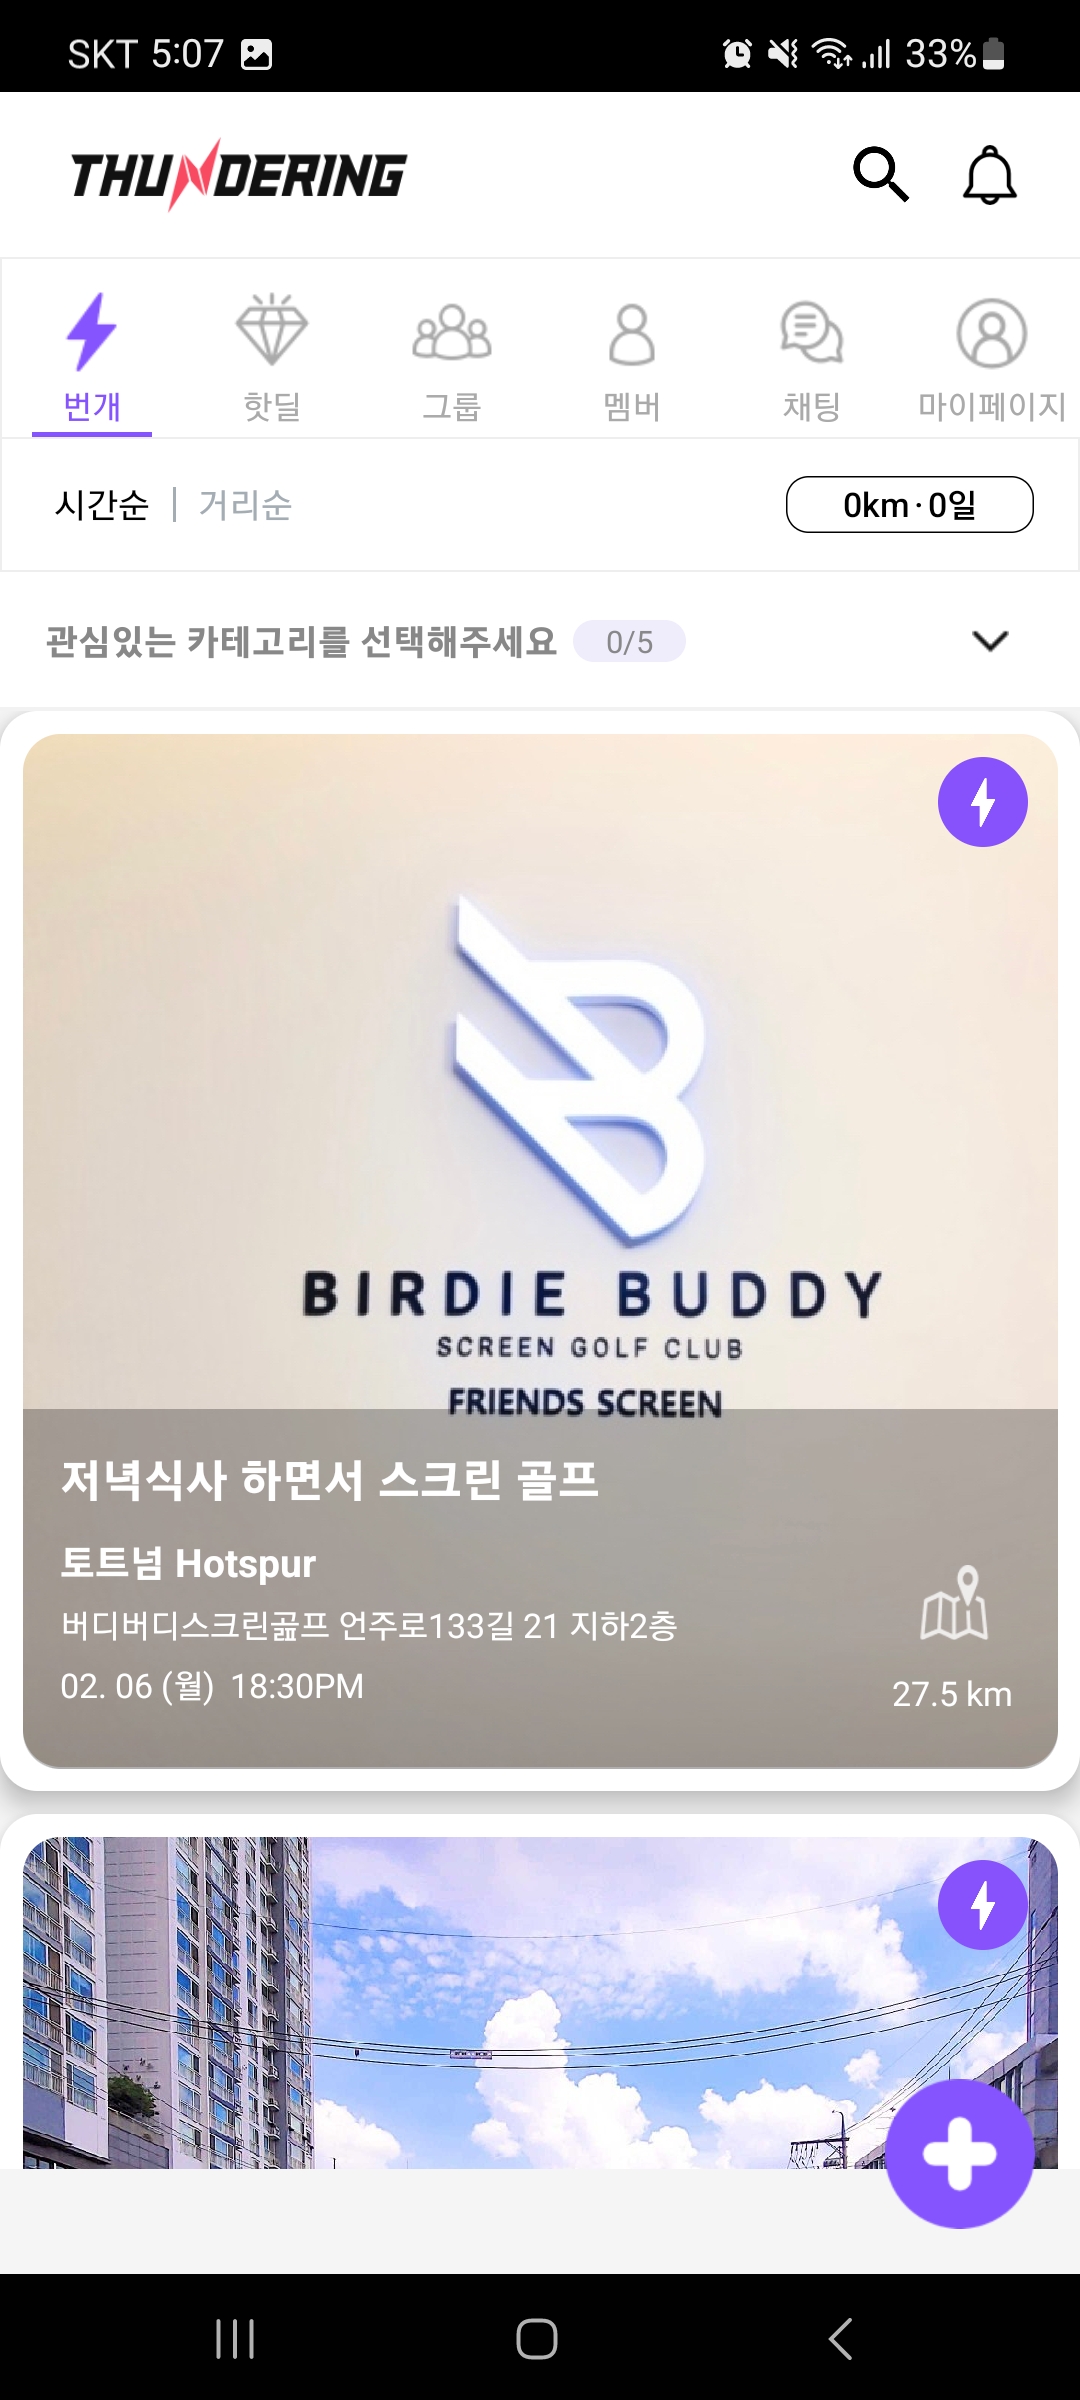 SKT 5:07
33%
THUNDERING
번개
핫딜
그룹
멤버
채팅
마이페이지
시간순 | 거리순
0km · 0일
관심있는 카테고리를 선택해주세요 0/5
BIRDIE BUDDY
SCREEN GOLF CLUB
FRIENDS SCREEN
저녁식사 하면서 스크린 골프
토트넘 Hotspur
버디버디스크린곪프 언주로133길 21 지하2층
02. 06 (월) 18:30PM
27.5 km